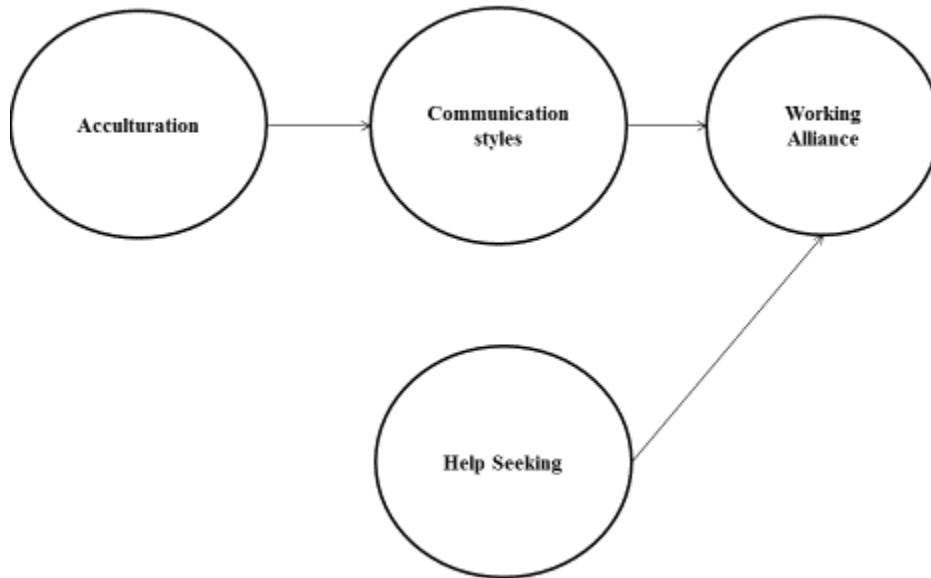 Acculturation
Communication
styles
Working
Alliance
Help Seeking